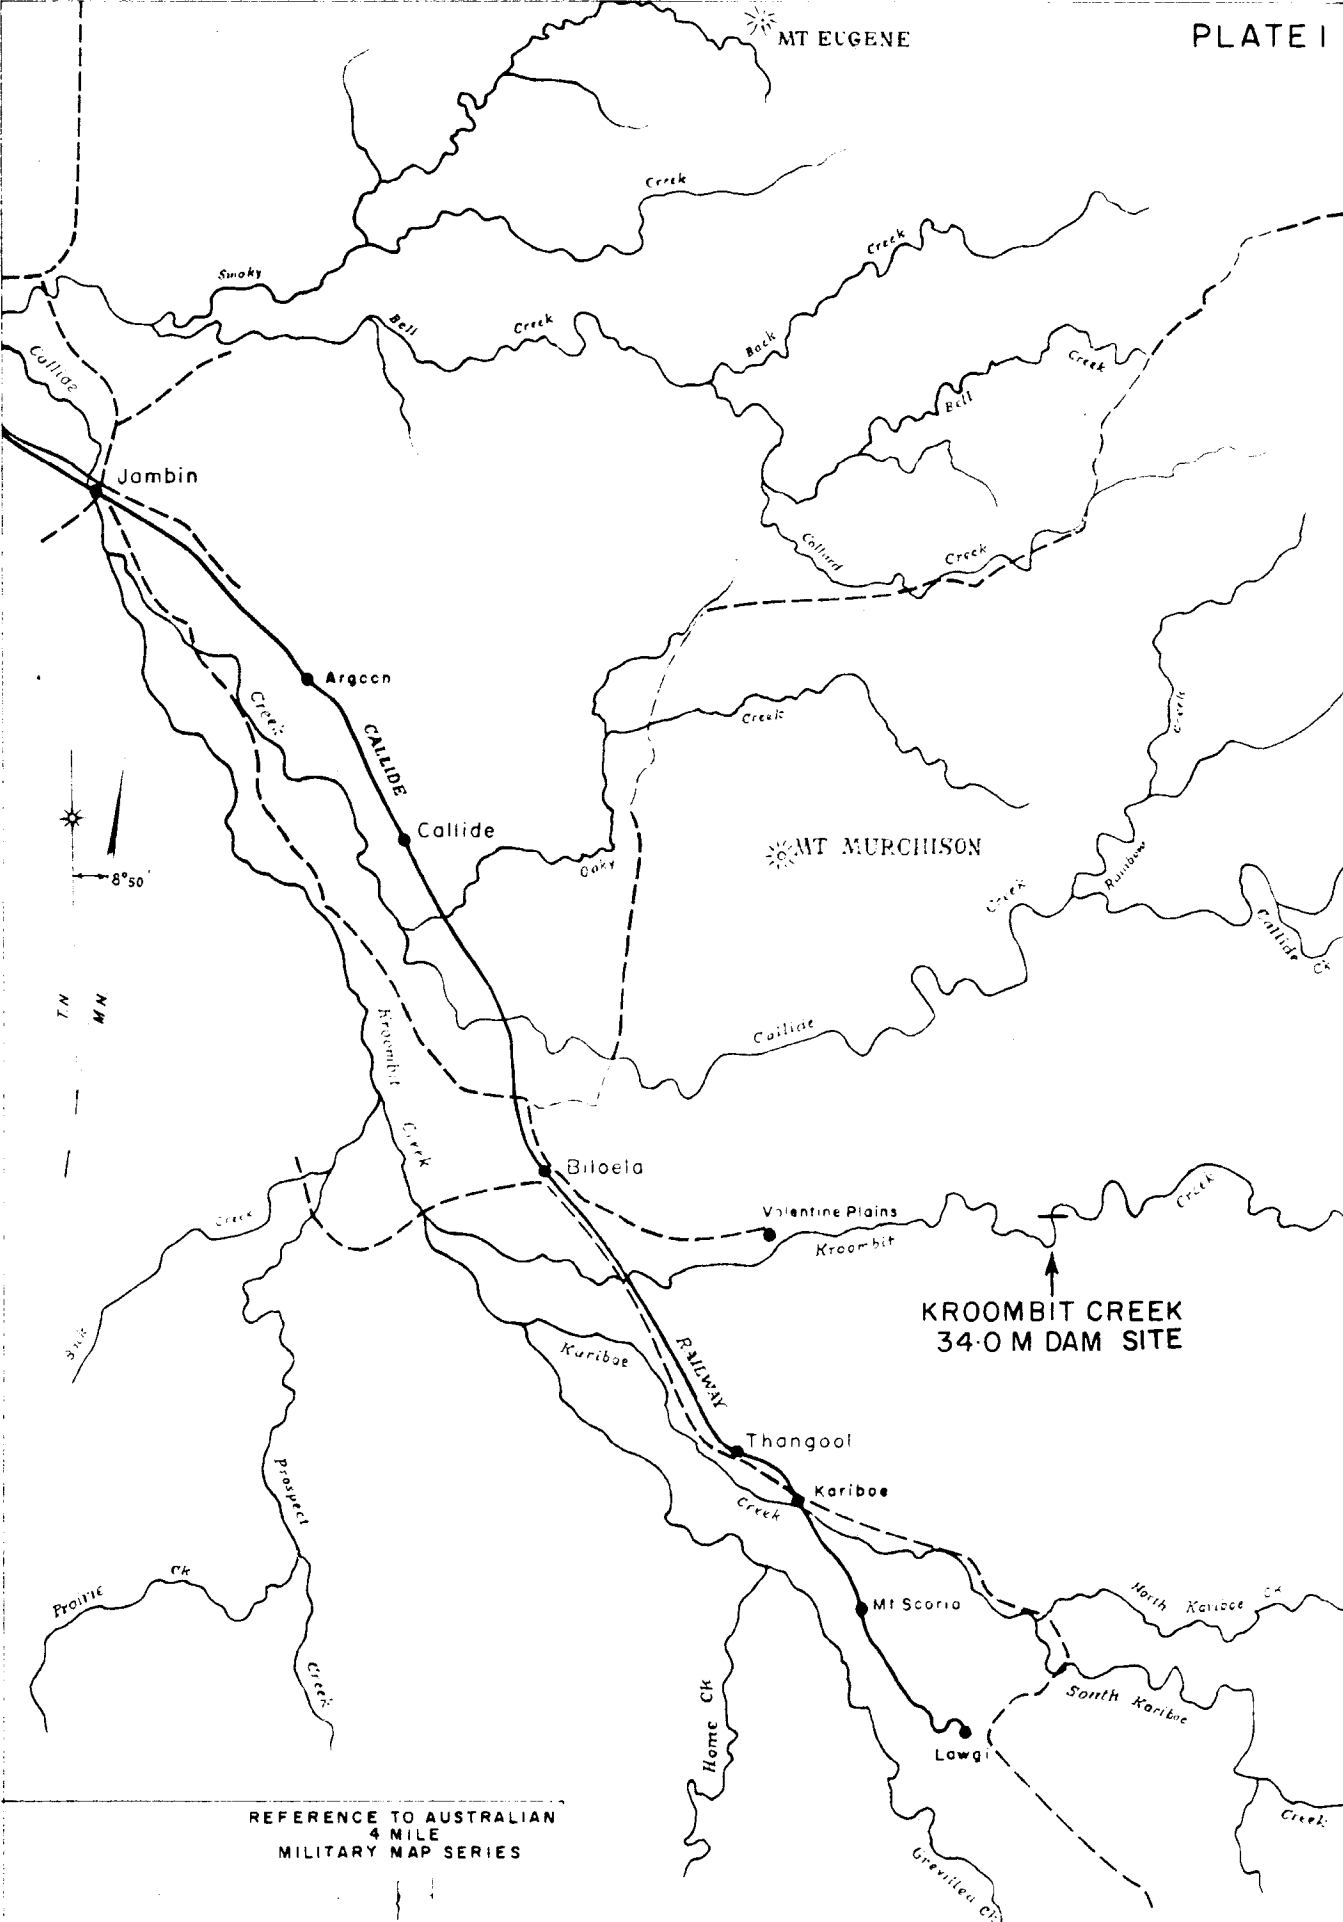 PLATE I
MT EUGENE
Creek
Creek
Smoky
Bell
Creek
Back
Creek
Callide
Bell
Jambin
Callard
Creek
Argoon
Creek
CALLIDE
Creek
Creek
Callide
MT MURCHISON
Oaky
8°50'
Rainbow
Creek
Callide
Ck
T.N
M.N.
Kroombit
Callide
Creek
Biloela
Creek
Valentine Plains
Creek
Kroombit
KROOMBIT CREEK
34·0 M DAM SITE
Kariboe
RAILWAY
Thangool
Prospect
Kariboe
Creek
Prairie
Ck
Mt Scoria
North Kariboe Ck
Creek
South Kariboe
Home Ck
Lawgi
Creek
REFERENCE TO AUSTRALIAN
4 MILE
MILITARY MAP SERIES
Grevillea Ck